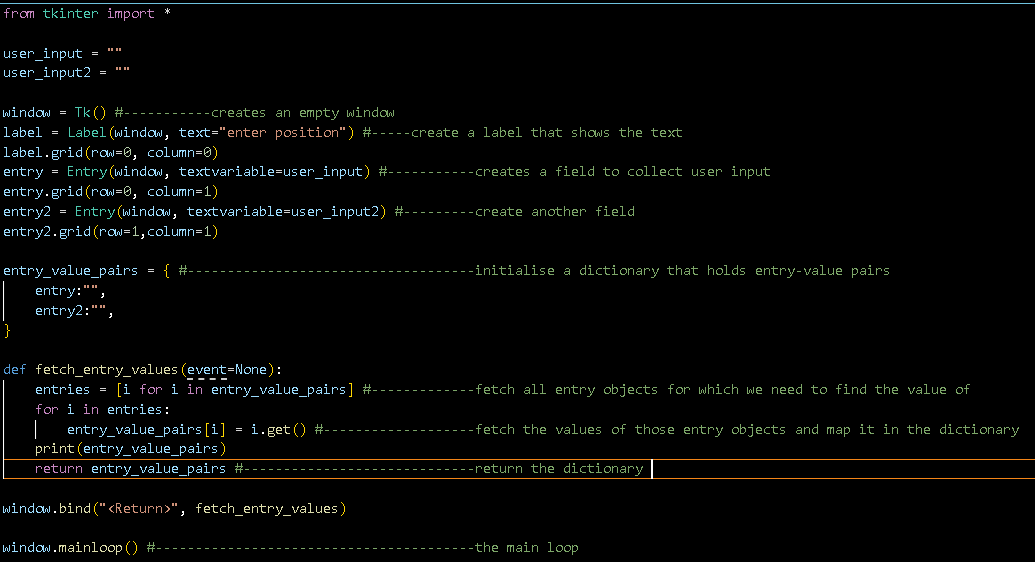 from tkinter import *
user_input = ""
user_input2 = ""
window = Tk() #-----------creates an empty window
label = Label(window, text="enter position") #-----create a label that shows the text
label.grid(row=0, column=0)
entry = Entry(window, textvariable=user_input) #-----------creates a field to collect user input
entry.grid(row=0, column=1)
entry2 = Entry(window, textvariable=user_input2) #---------create another field
entry2.grid(row=1,column=1)
entry_value_pairs = { #------------------------------------initialise a dictionary that holds entry-value pairs
    entry:"",
    entry2:"",
}
def fetch_entry_values(event=None):
    entries = [i for i in entry_value_pairs] #-------------fetch all entry objects for which we need to find the value of
    for i in entries:
        entry_value_pairs[i] = i.get() #-------------------fetch the values of those entry objects and map it in the dictionary
    print(entry_value_pairs)
    return entry_value_pairs #-----------------------------return the dictionary
window.bind("<Return>", fetch_entry_values)
window.mainloop() #----------------------------------------the main loop